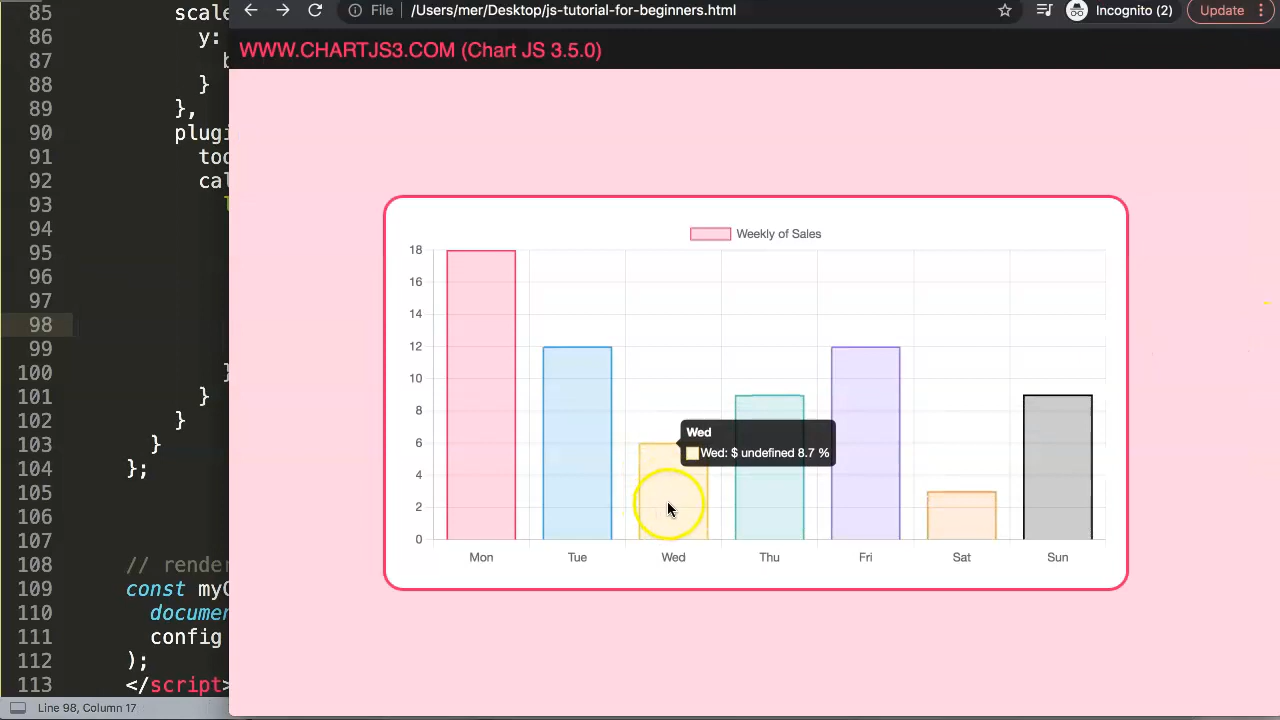 File /Users/mer/Desktop/js-tutorial-for-beginners.html Incognito (2) Update
WWW.CHARTJS3.COM (Chart JS 3.5.0)
85 scale
86 y:
87 b
88 }
89 },
90 plugi
91 too
92 cal
93 l
94
95
96
97
98
99
100 }
101 }
102 }
103 }
104 };
105
106
107
108 // render
109 const myC
110 documen
111 config
112 );
113 </script>
Line 98, Column 17
Weekly of Sales
18
16
14
12
10
8
6
4
2
0
Wed
Wed: $ undefined 8.7 %
Mon Tue Wed Thu Fri Sat Sun